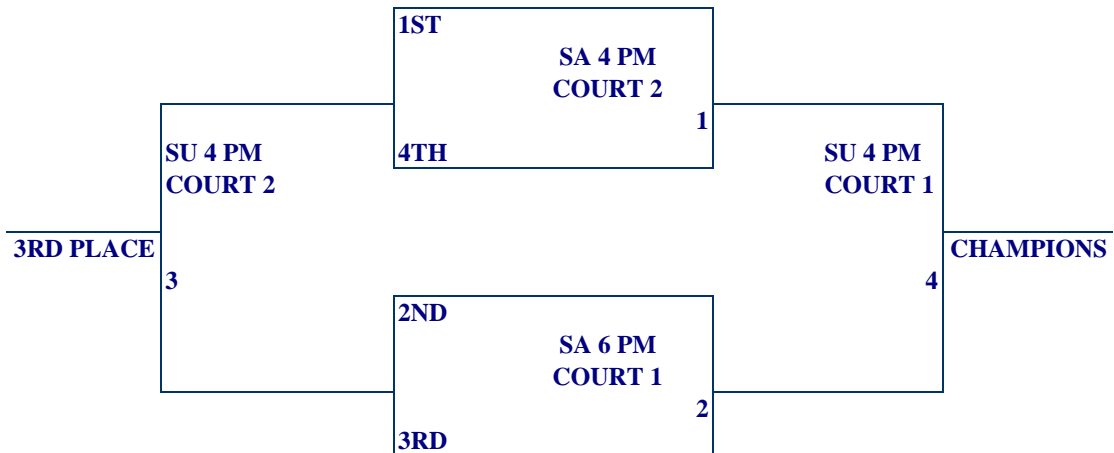 1ST
SA 4 PM
COURT 2
1
4TH
SU 4 PM
COURT 2
SU 4 PM
COURT 1
3RD PLACE
CHAMPIONS
3
4
2ND
SA 6 PM
COURT 1
2
3RD